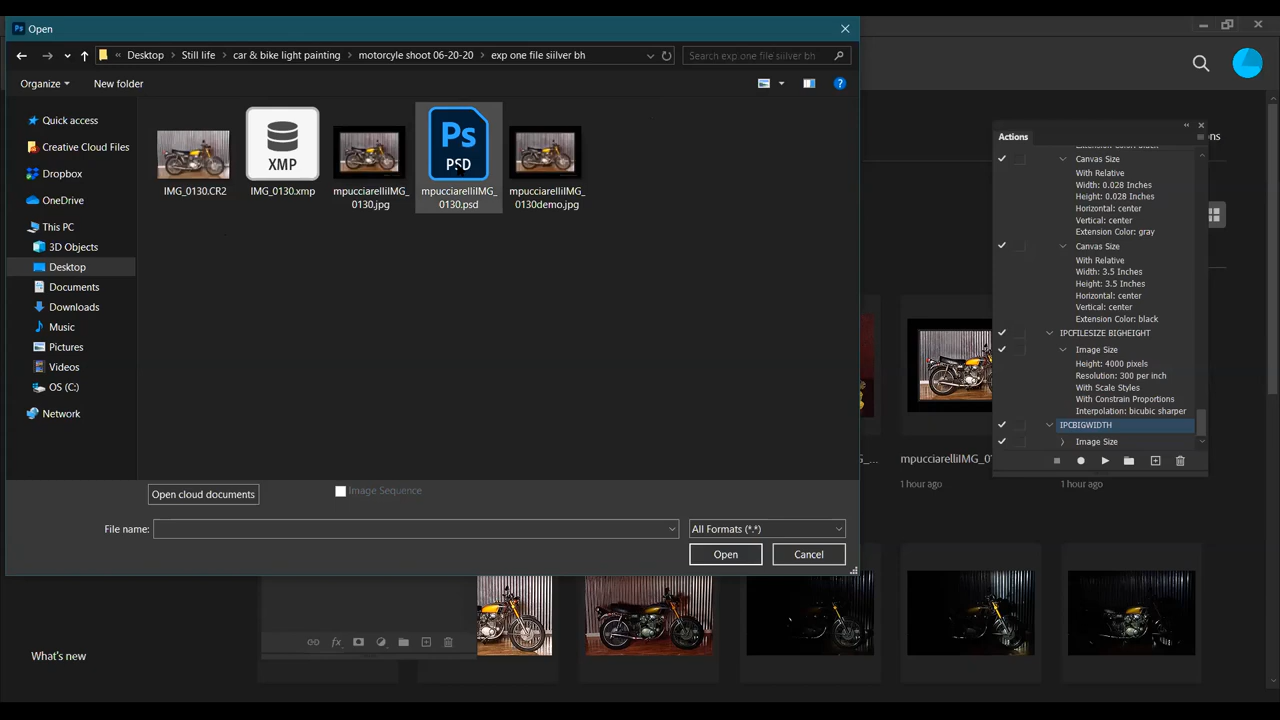 Ps Open
« Desktop > Still life > car & bike light painting > motorcyle shoot 06-20-20 > exp one file siilver bh
Search exp one file siilver bh
Organize
New folder
Quick access
Creative Cloud Files
Dropbox
OneDrive
This PC
3D Objects
Desktop
Documents
Downloads
Music
Pictures
Videos
OS (C:)
Network
IMG_0130.CR2
XMP
IMG_0130.xmp
mpucciarelliIMG_
0130.jpg
Ps
PSD
mpucciarelliIMG_
0130.psd
mpucciarelliIMG_
0130demo.jpg
Open cloud documents
Image Sequence
File name:
All Formats (*.*)
Open
Cancel
Actions
Canvas Size
With Relative
Width: 0.028 Inches
Height: 0.028 Inches
Horizontal: center
Vertical: center
Extension Color: gray
Canvas Size
With Relative
Width: 3.5 Inches
Height: 3.5 Inches
Horizontal: center
Vertical: center
Extension Color: black
IPCFILESIZE BIGHEIGHT
Image Size
Height: 4000 pixels
Resolution: 300 per inch
With Scale Styles
With Constrain Proportions
Interpolation: bicubic sharper
IPCBIGWIDTH
Image Size
mpucciarelliIMG_0
1 hour ago
1 hour ago
fx
What's new